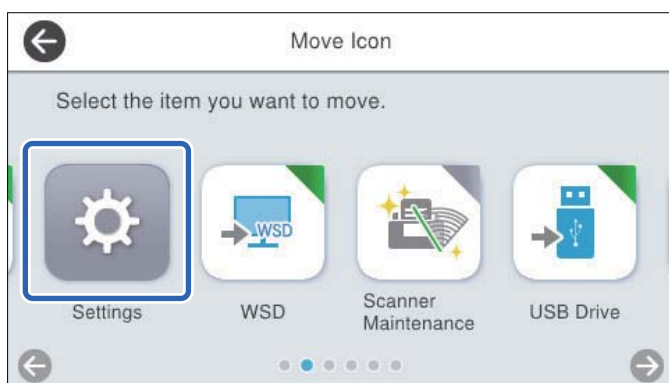 Move Icon
Select the item you want to move.
WSD
Settings
WSD
Scanner
Maintenance
USB Drive